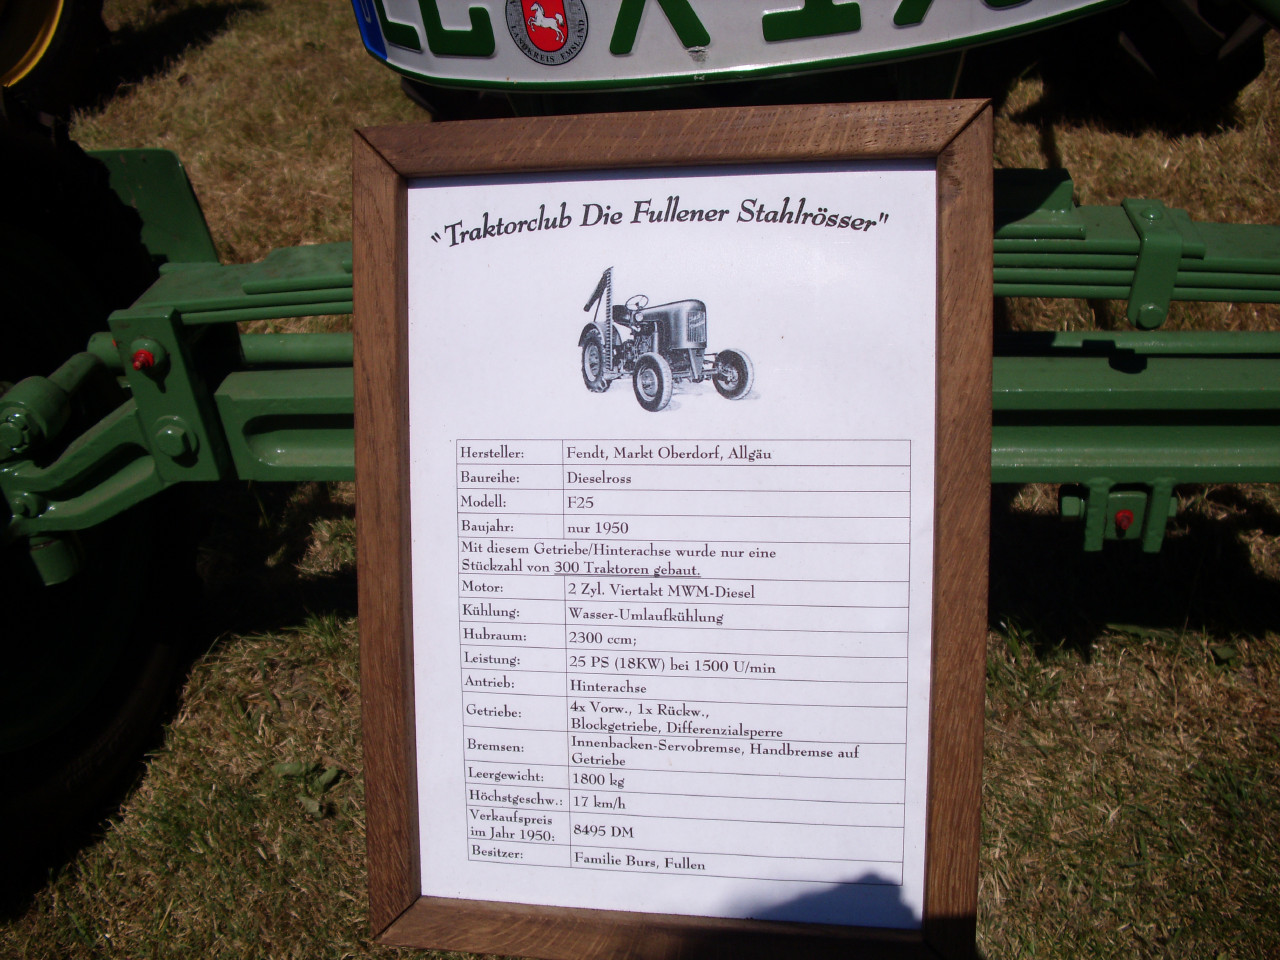 LANDKREIS EMSLAND
"Traktorclub Die Fullener Stahlrösser"
Hersteller: Fendt, Markt Oberdorf, Allgäu
Baureihe: Dieselross
Modell: F25
Baujahr: nur 1950
Mit diesem Getriebe/Hinterachse wurde nur eine
Stückzahl von 300 Traktoren gebaut.
Motor: 2 Zyl. Viertakt MWM-Diesel
Kühlung: Wasser-Umlaufkühlung
Hubraum: 2300 ccm;
Leistung: 25 PS (18KW) bei 1500 U/min
Antrieb: Hinterachse
Getriebe: 4x Vorw., 1x Rückw.,
Blockgetriebe, Differenzialsperre
Bremsen: Innenbacken-Servobremse, Handbremse auf
Getriebe
Leergewicht: 1800 kg
Höchstgeschw.: 17 km/h
Verkaufspreis
im Jahr 1950: 8495 DM
Besitzer: Familie Burs, Fullen